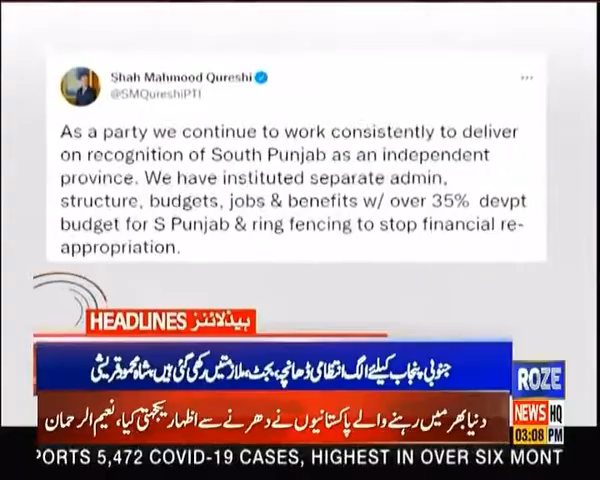 Shah Mahmood Qureshi
@SMQureshiPTI
As a party we continue to work consistently to deliver
on recognition of South Punjab as an independent
province. We have instituted separate admin,
structure, budgets, jobs & benefits w/ over 35% devpt
budget for S Punjab & ring fencing to stop financial re-
appropriation.
HEADLINES ہیڈلائنز
جنوبی پنجاب کیلئے الگ انتظامی ڈھانچہ، بجٹ، ملازمتیں رکھی گئی ہیں، شاہ محمود قریشی
ROZE
دنیا بھر میں رہنے والے پاکستانیوں نے دھرنے سے اظہار یکجہتی کیا، نعیم الرحمان
NEWS HQ
03:08 PM
PORTS 5,472 COVID-19 CASES, HIGHEST IN OVER SIX MONT